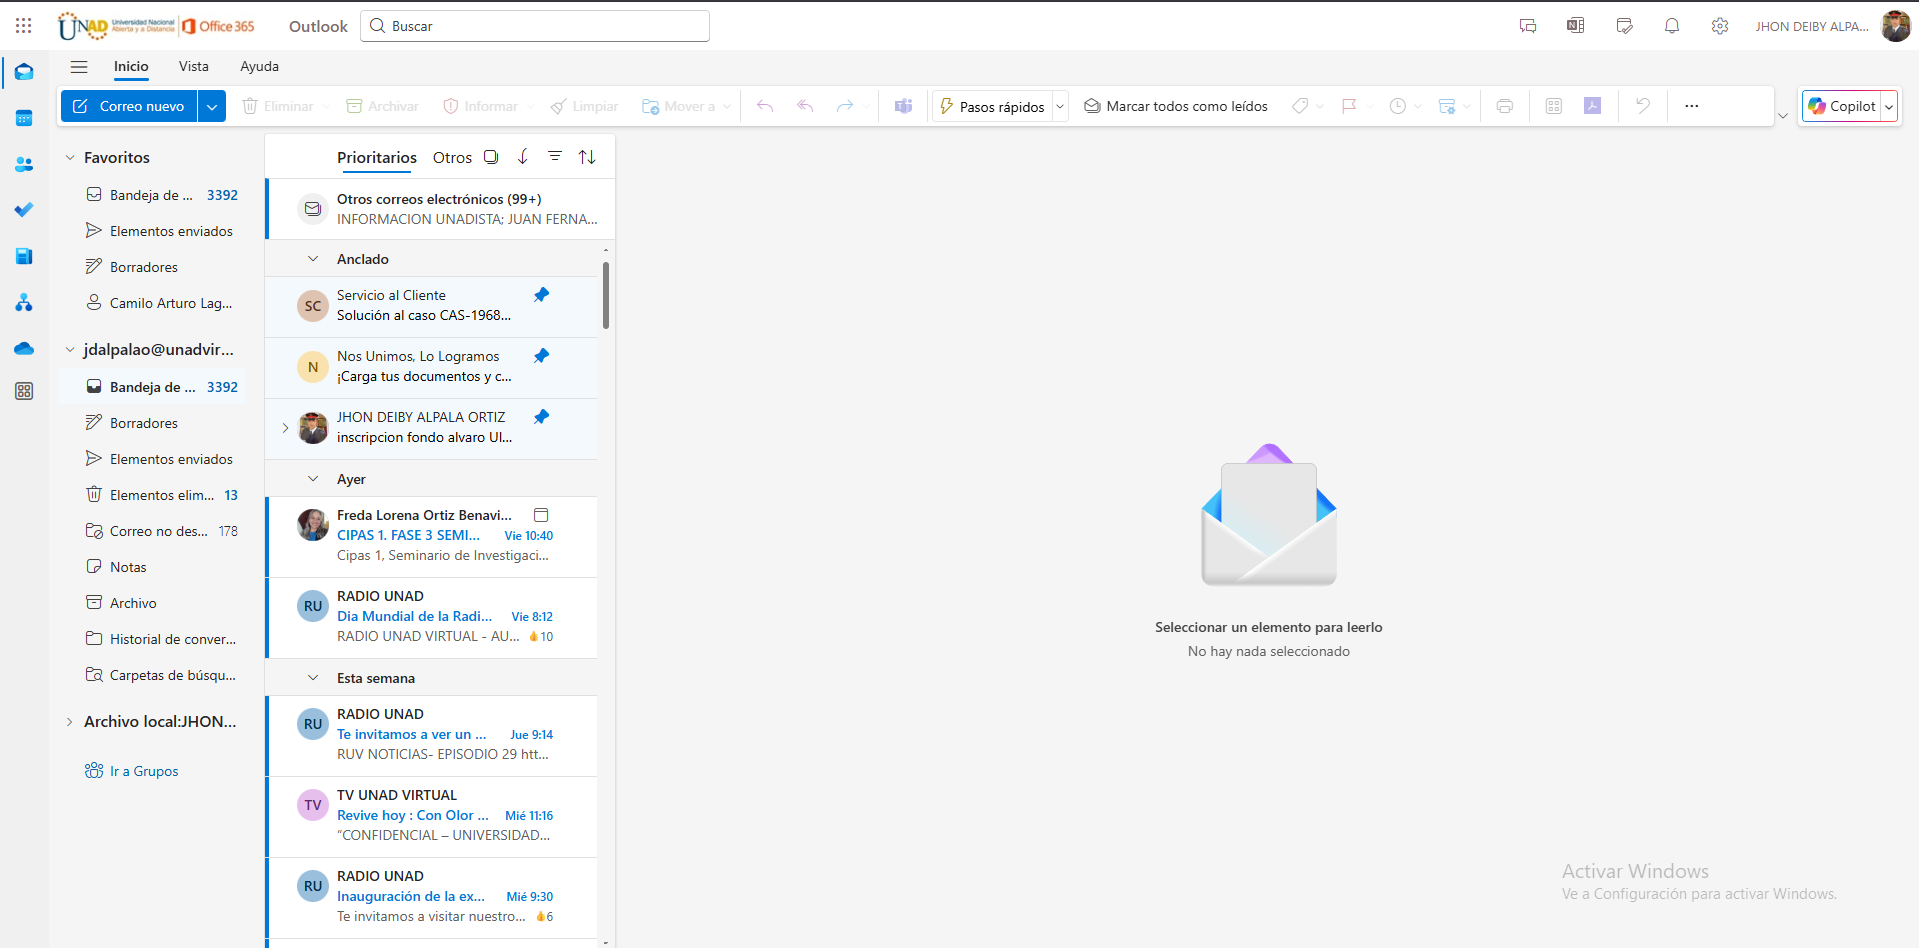 UNAD Universidad Nacional Abierta y a Distancia Office 365
Outlook
Buscar
JHON DEIBY ALPA...
Inicio
Vista
Ayuda
Correo nuevo
Eliminar
Archivar
Informar
Limpiar
Mover a
Pasos rápidos
Marcar todos como leídos
...
Copilot
Favoritos
Bandeja de ... 3392
Elementos enviados
Borradores
Camilo Arturo Lag...
jdalpalao@unadvir...
Bandeja de ... 3392
Borradores
Elementos enviados
Elementos elim... 13
Correo no des... 178
Notas
Archivo
Historial de conver...
Carpetas de búsqu...
Archivo local:JHON...
Ir a Grupos
Prioritarios Otros
Otros correos electrónicos (99+)
INFORMACION UNADISTA; JUAN FERNA...
Anclado
SC
Servicio al Cliente
Solución al caso CAS-1968...
N
Nos Unimos, Lo Logramos
¡Carga tus documentos y c...
JHON DEIBY ALPALA ORTIZ
inscripcion fondo alvaro Ul...
Ayer
Freda Lorena Ortiz Benavi...
CIPAS 1. FASE 3 SEMI... Vie 10:40
Cipas 1, Seminario de Investigaci...
RU
RADIO UNAD
Dia Mundial de la Radi... Vie 8:12
RADIO UNAD VIRTUAL - AU... 10
Esta semana
RU
RADIO UNAD
Te invitamos a ver un ... Jue 9:14
RUV NOTICIAS- EPISODIO 29 htt...
TV
TV UNAD VIRTUAL
Revive hoy : Con Olor ... Mié 11:16
“CONFIDENCIAL – UNIVERSIDAD...
RU
RADIO UNAD
Inauguración de la ex... Mié 9:30
Te invitamos a visitar nuestro... 6
Seleccionar un elemento para leerlo
No hay nada seleccionado
Activar Windows
Ve a Configuración para activar Windows.